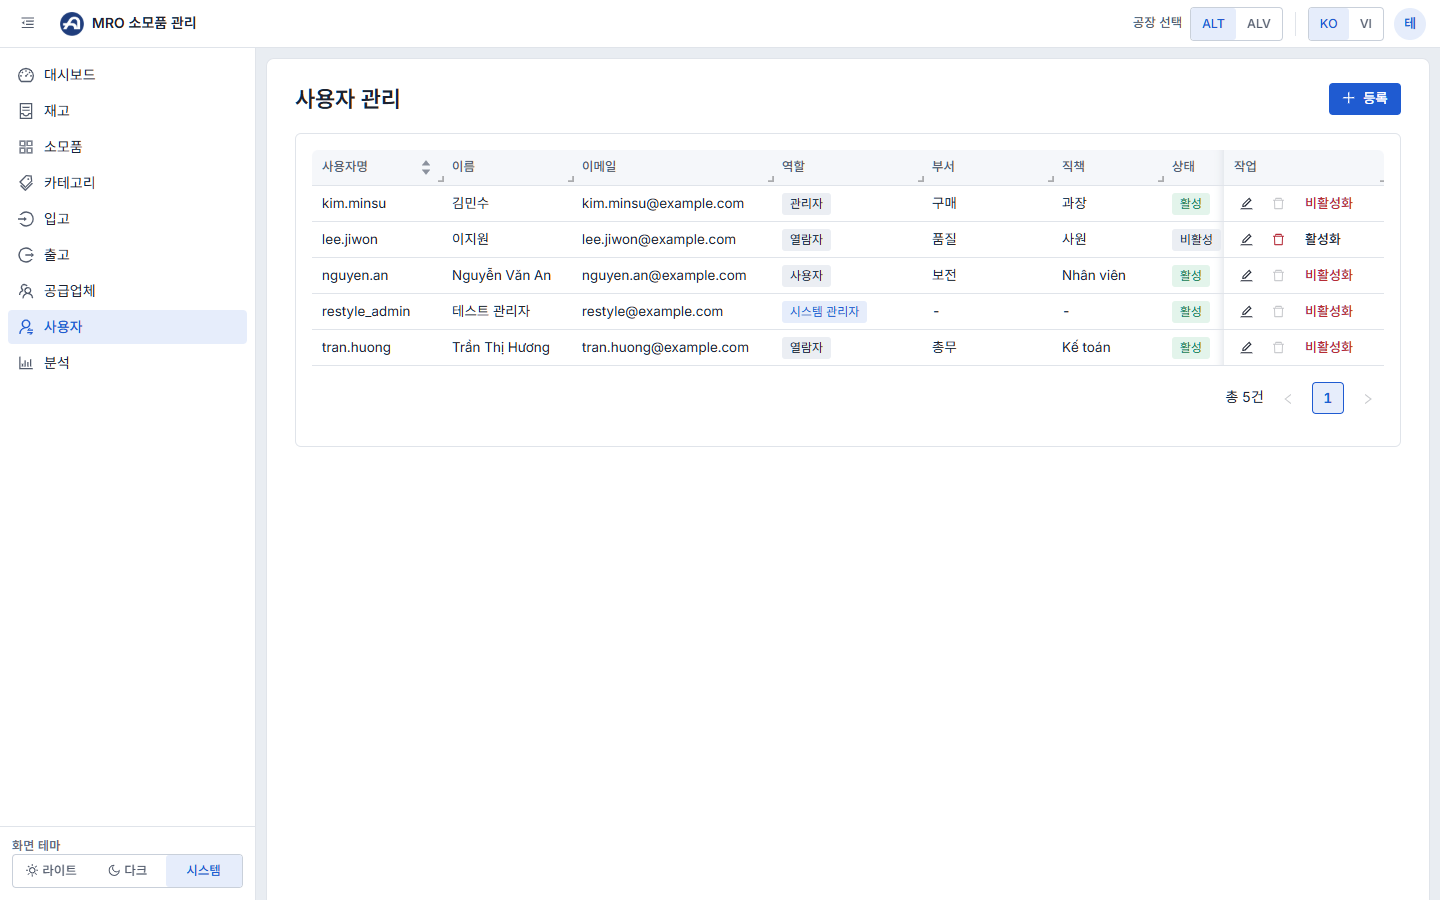 MRO 소모품 관리
공장 선택 ALT ALV KO VI 테
대시보드
재고
소모품
카테고리
입고
출고
공급업체
사용자
분석
화면 테마
라이트 다크 시스템
사용자 관리
등록
사용자명 이름 이메일 역할 부서 직책 상태 작업
kim.minsu 김민수 kim.minsu@example.com 관리자 구매 과장 활성 비활성화
lee.jiwon 이지원 lee.jiwon@example.com 열람자 품질 사원 비활성 활성화
nguyen.an Nguyễn Văn An nguyen.an@example.com 사용자 보전 Nhân viên 활성 비활성화
restyle_admin 테스트 관리자 restyle@example.com 시스템 관리자 - - 활성 비활성화
tran.huong Trần Thị Hương tran.huong@example.com 열람자 총무 Kế toán 활성 비활성화
총 5건 1